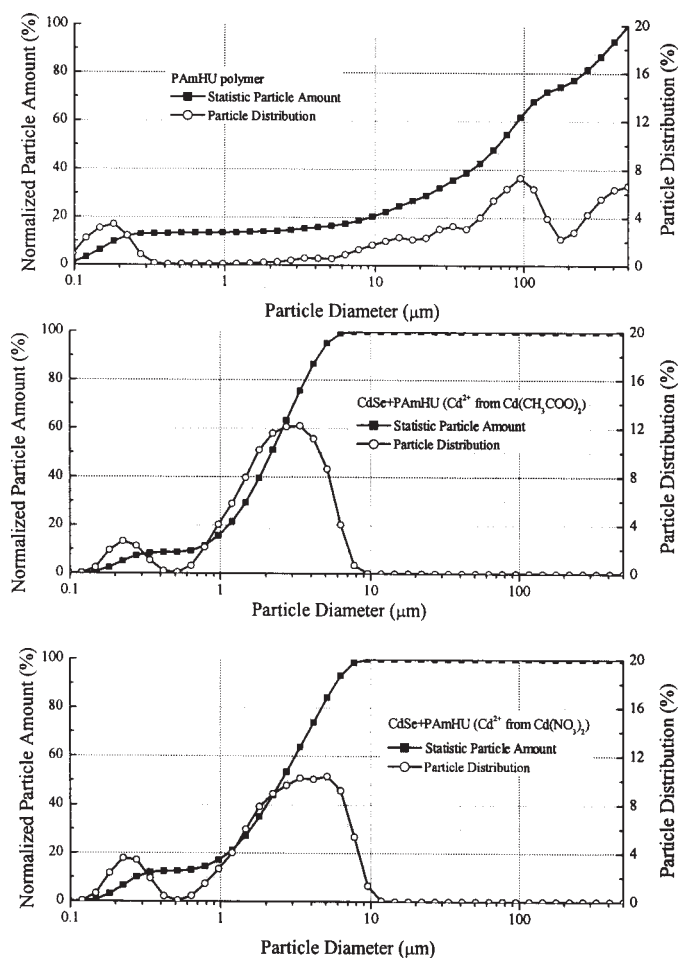 Normalized Particle Amount (%)
100
80
60
40
20
0
PAmHU polymer
Statistic Particle Amount
Particle Distribution
20
16
12
8
4
0
Particle Distribution (%)
0.1 1 10 100
Particle Diameter (μm)
Normalized Particle Amount (%)
100
80
60
40
20
0
CdSe+PAmHU (Cd²⁺ from Cd(CH₃COO)₂)
Statistic Particle Amount
Particle Distribution
20
16
12
8
4
0
Particle Distribution (%)
0.1 1 10 100
Particle Diameter (μm)
Normalized Particle Amount (%)
100
80
60
40
20
0
CdSe+PAmHU (Cd²⁺ from Cd(NO₃)₂)
Statistic Particle Amount
Particle Distribution
20
16
12
8
4
0
Particle Distribution (%)
0.1 1 10 100
Particle Diameter (μm)